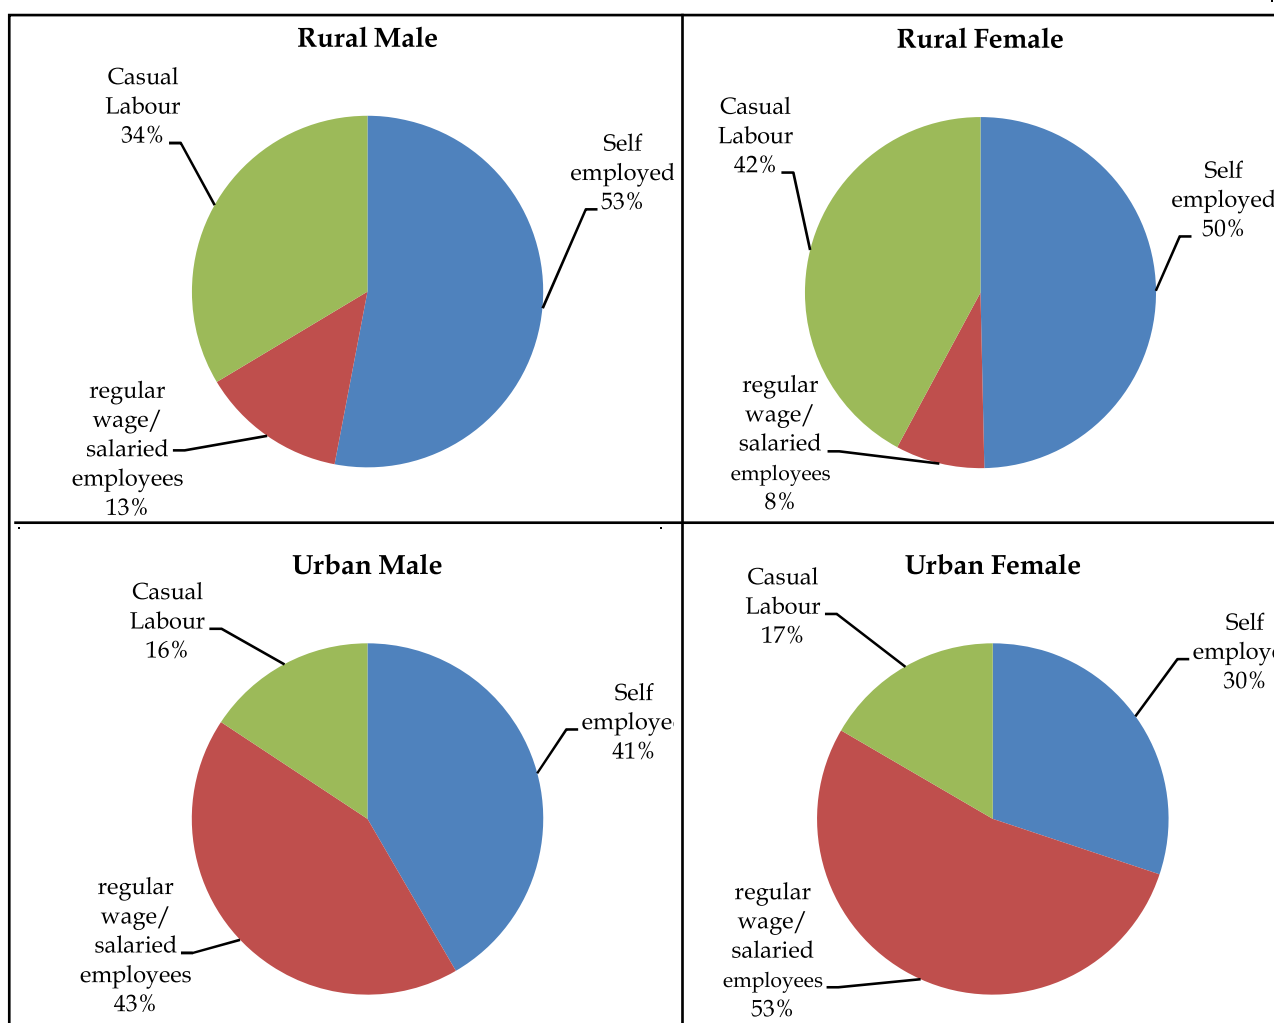 Rural Male
Casual
Labour
34%
Self
employed
53%
regular
wage/
salaried
employees
13%
Rural Female
Casual
Labour
42%
Self
employed
50%
regular
wage/
salaried
employees
8%
Urban Male
Casual
Labour
16%
Self
employe
41%
regular
wage/
salaried
employees
43%
Urban Female
Casual
Labour
17%
Self
employe
30%
regular
wage/
salaried
employees
53%